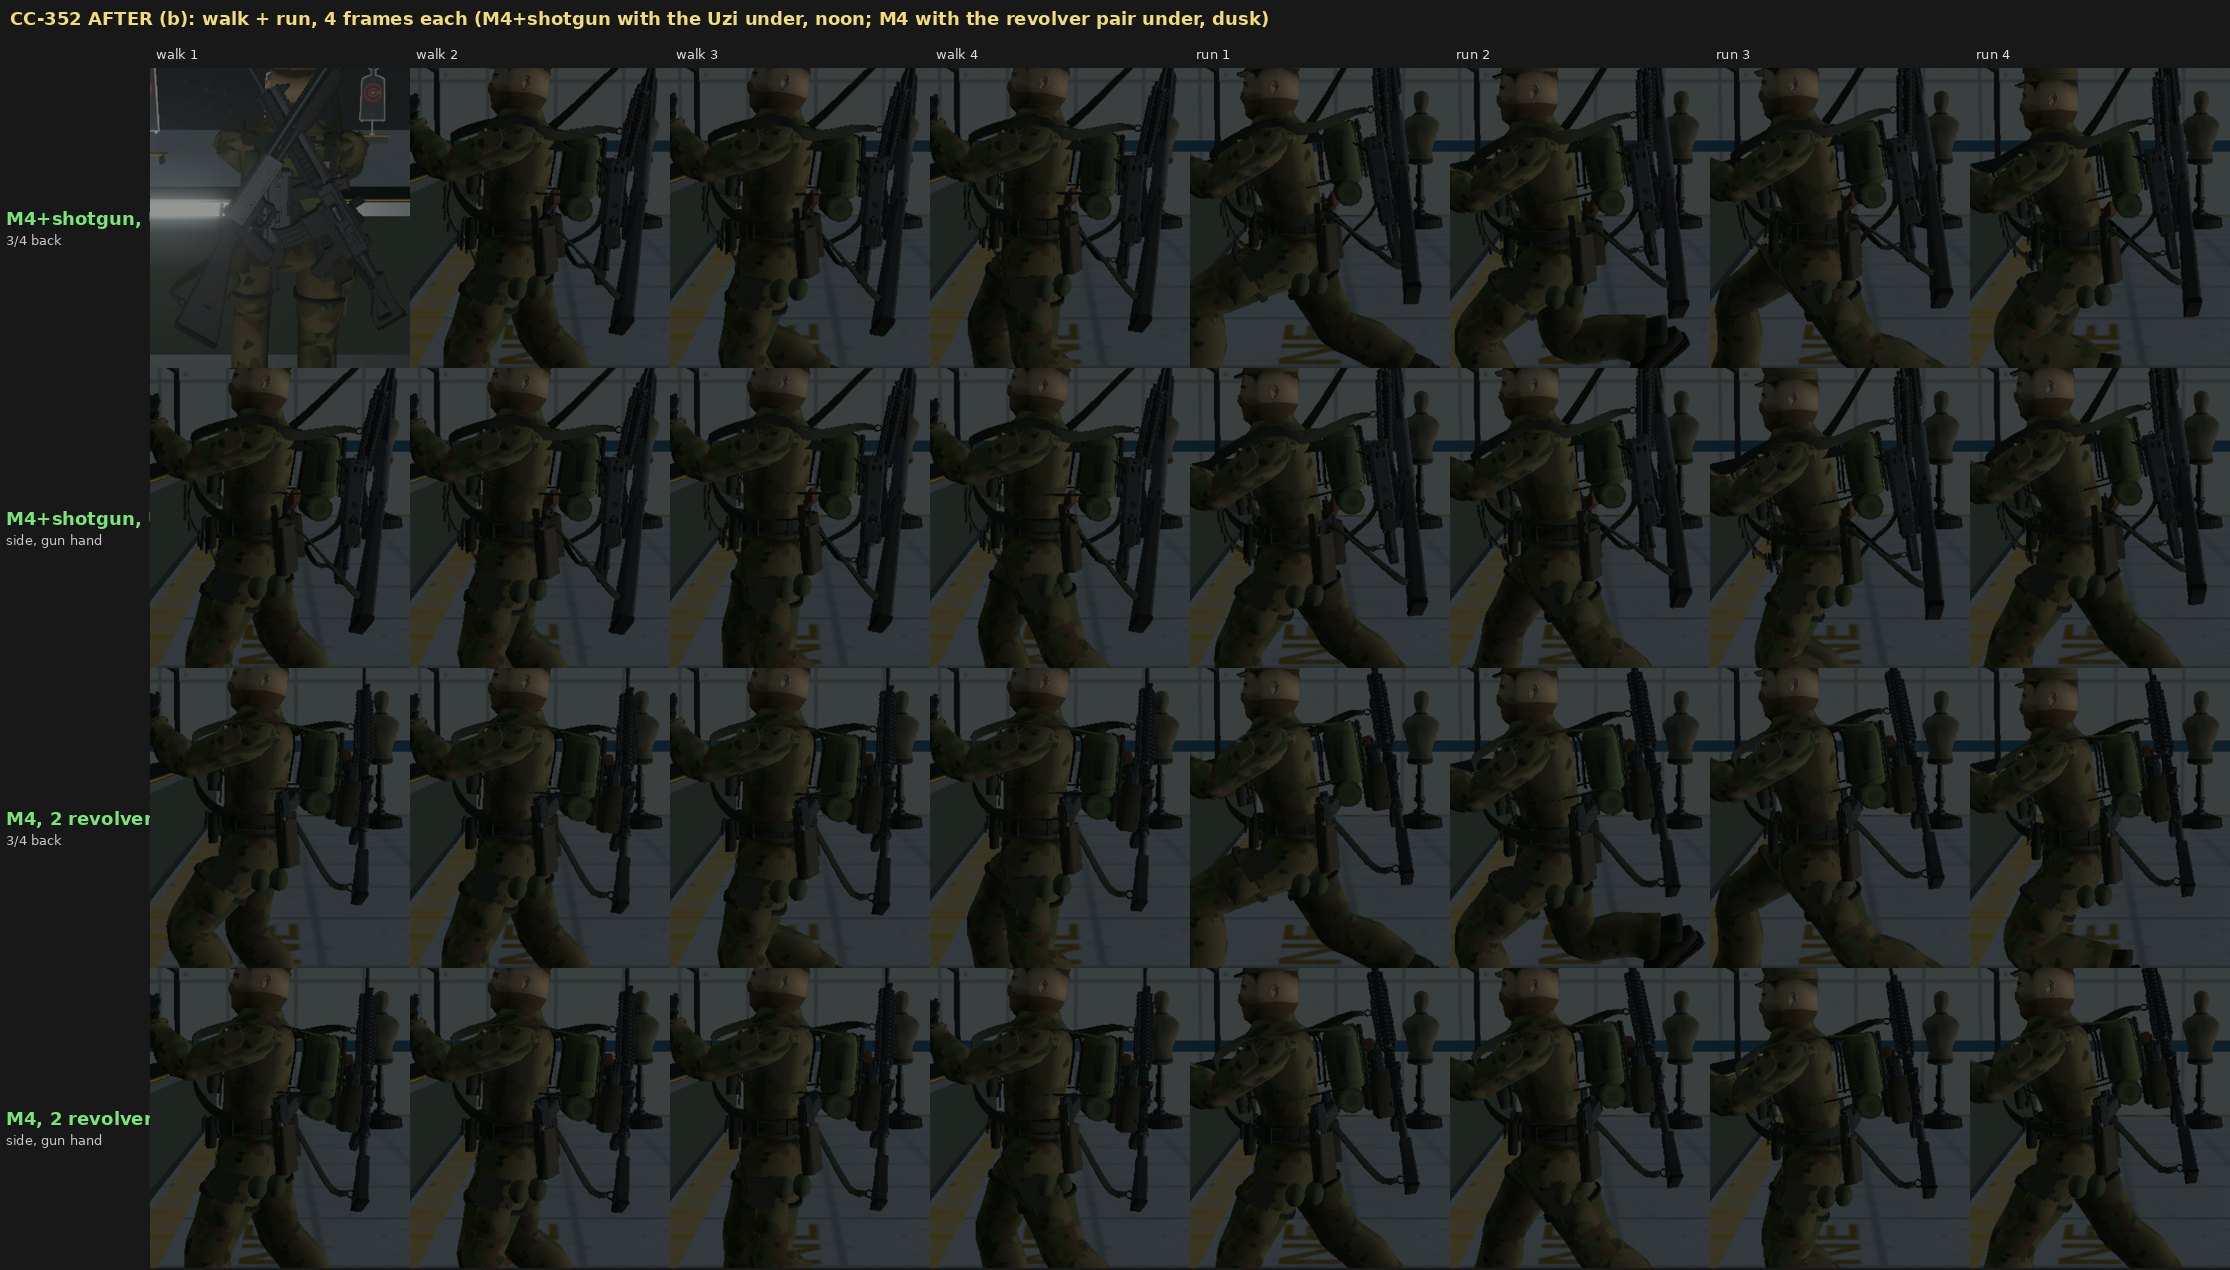 CC-352 AFTER (b): walk + run, 4 frames each (M4+shotgun with the Uzi under, noon; M4 with the revolver pair under, dusk)
walk 1 walk 2 walk 3 walk 4 run 1 run 2 run 3 run 4
M4+shotgun,
3/4 back
M4+shotgun,
side, gun hand
M4, 2 revolver
3/4 back
M4, 2 revolver
side, gun hand